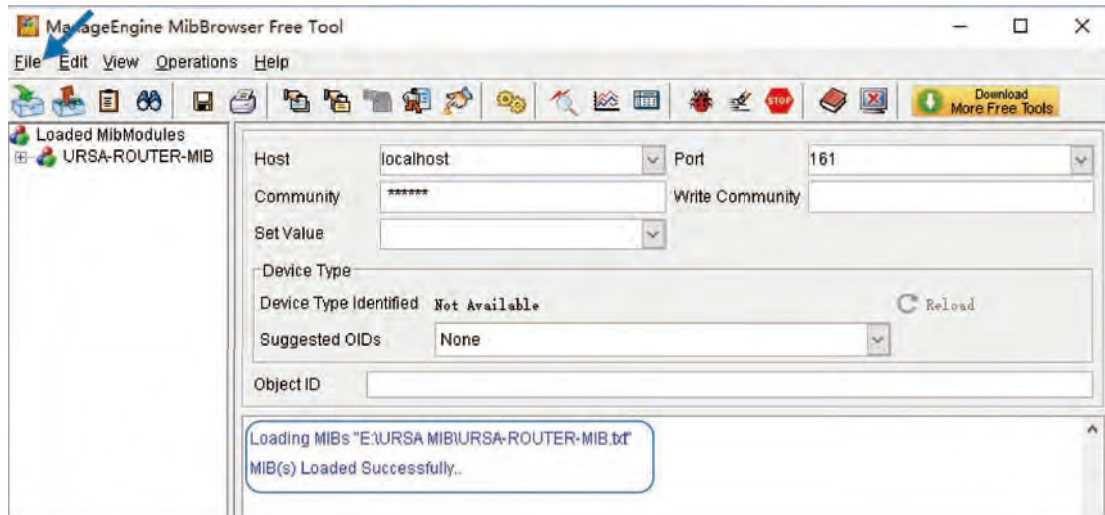 ManageEngine MibBrowser Free Tool
File Edit View Operations Help
STOP
Download
More Free Tools
Loaded MibModules
URSA-ROUTER-MIB
Host localhost Port 161
Community ****** Write Community
Set Value
Device Type
Device Type Identified Not Available Reload
Suggested OIDs None
Object ID
Loading MIBs "E:\URSA MIB\URSA-ROUTER-MIB.txt"
MIB(s) Loaded Successfully..